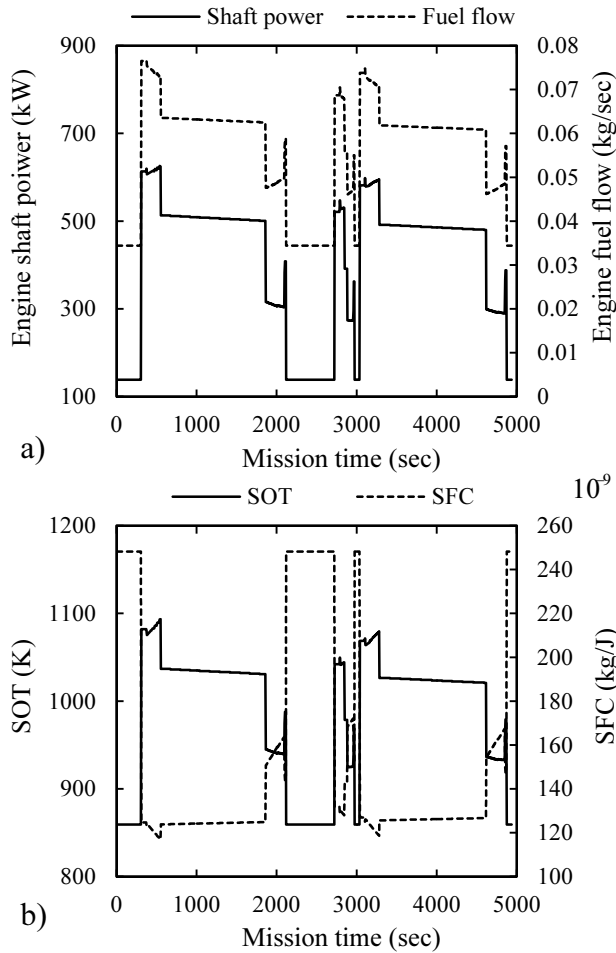 Shaft power Fuel flow
900 0.08
0.07
700 0.06
0.05
500 0.04
0.03
300 0.02
0.01
100 0
0 1000 2000 3000 4000 5000
Mission time (sec)
Engine shaft poiwer (kW)
Engine fuel flow (kg/sec)
a)
SOT SFC 10-9
1200 260
240
1100 220
200
1000 180
160
900 140
120
800 100
0 1000 2000 3000 4000 5000
Mission time (sec)
SOT (K)
SFC (kg/J)
b)